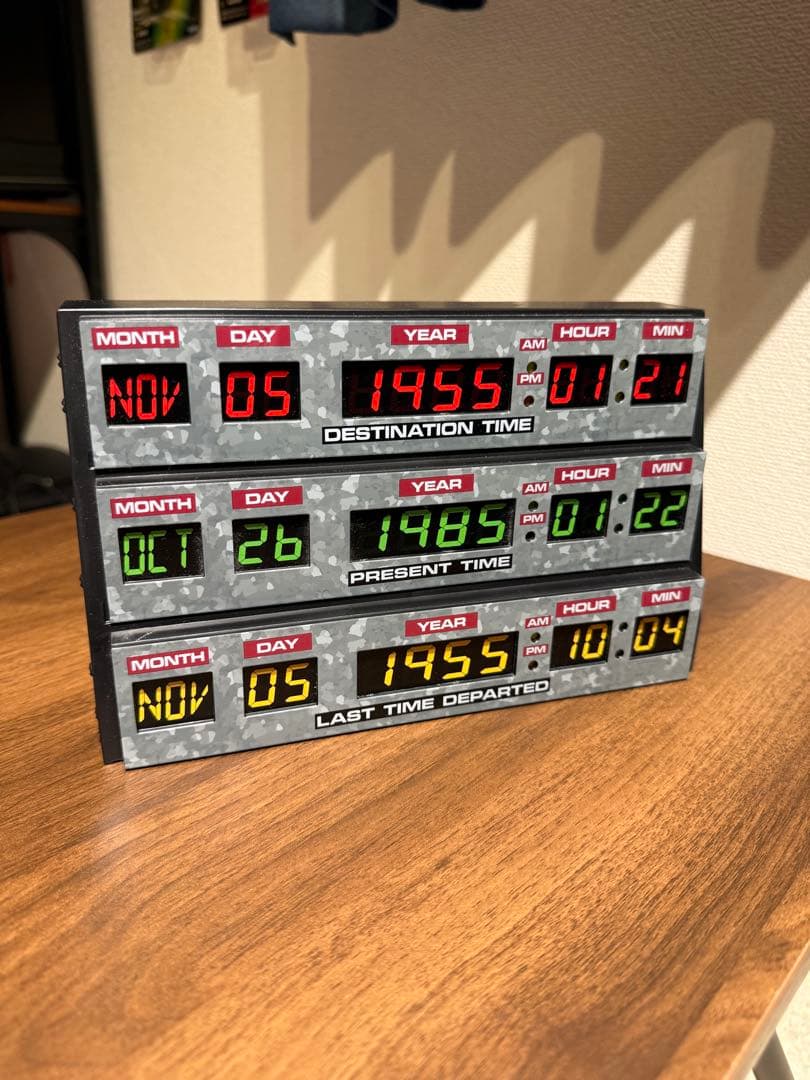 MONTH DAY YEAR AM PM HOUR MIN
NOV 05 1955 01 21
DESTINATION TIME
MONTH DAY YEAR AM PM HOUR MIN
OCT 26 1985 01 22
PRESENT TIME
MONTH DAY YEAR AM PM HOUR MIN
NOV 05 1955 10 04
LAST TIME DEPARTED